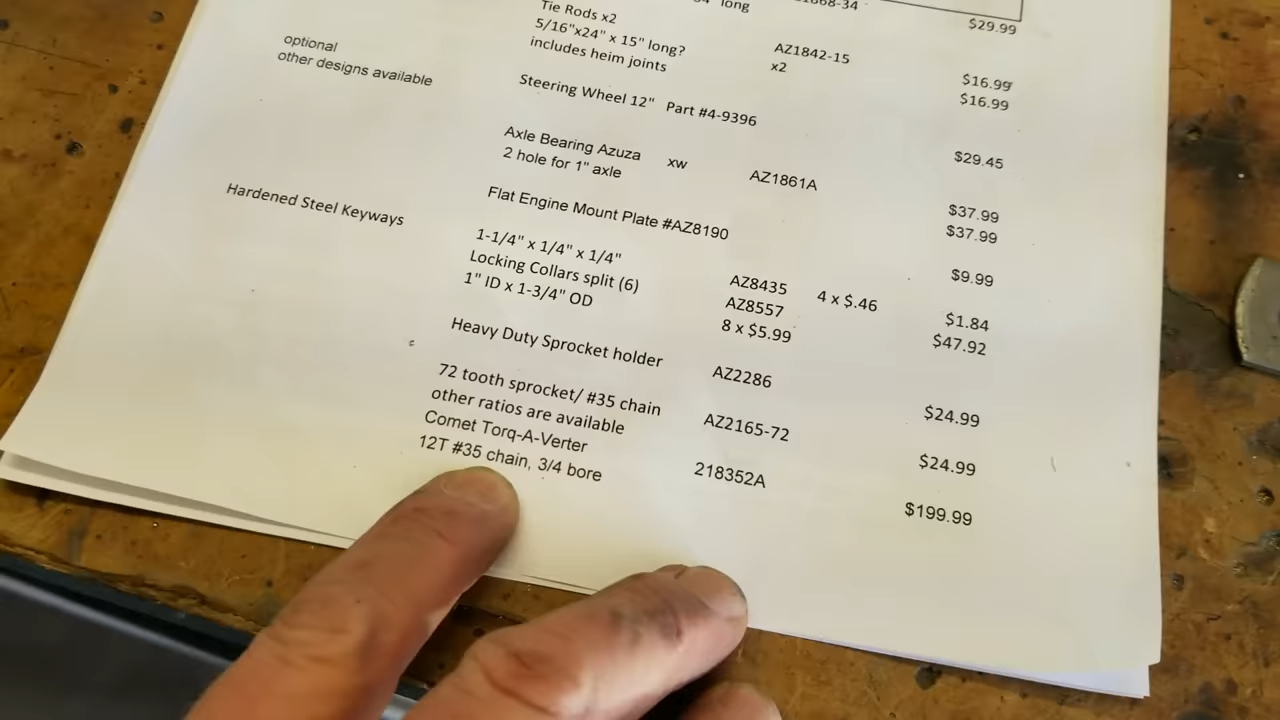 long
$29.99
Tie Rods x2
5/16"x24" x 15" long? AZ1842-15 $16.99
includes heim joints x2 $16.99
optional
other designs available
Steering Wheel 12" Part #4-9396 $29.45
Axle Bearing Azuza xw AZ1861A $37.99
2 hole for 1" axle $37.99
Flat Engine Mount Plate #AZ8190 $9.99
Hardened Steel Keyways
1-1/4" x 1/4" x 1/4" AZ8435 4 x $.46 $1.84
Locking Collars split (6) AZ8557 $47.92
1" ID x 1-3/4" OD 8 x $5.99
Heavy Duty Sprocket holder AZ2286 $24.99
72 tooth sprocket/ #35 chain AZ2165-72 $24.99
other ratios are available
Comet Torq-A-Verter 218352A $199.99
12T #35 chain, 3/4 bore